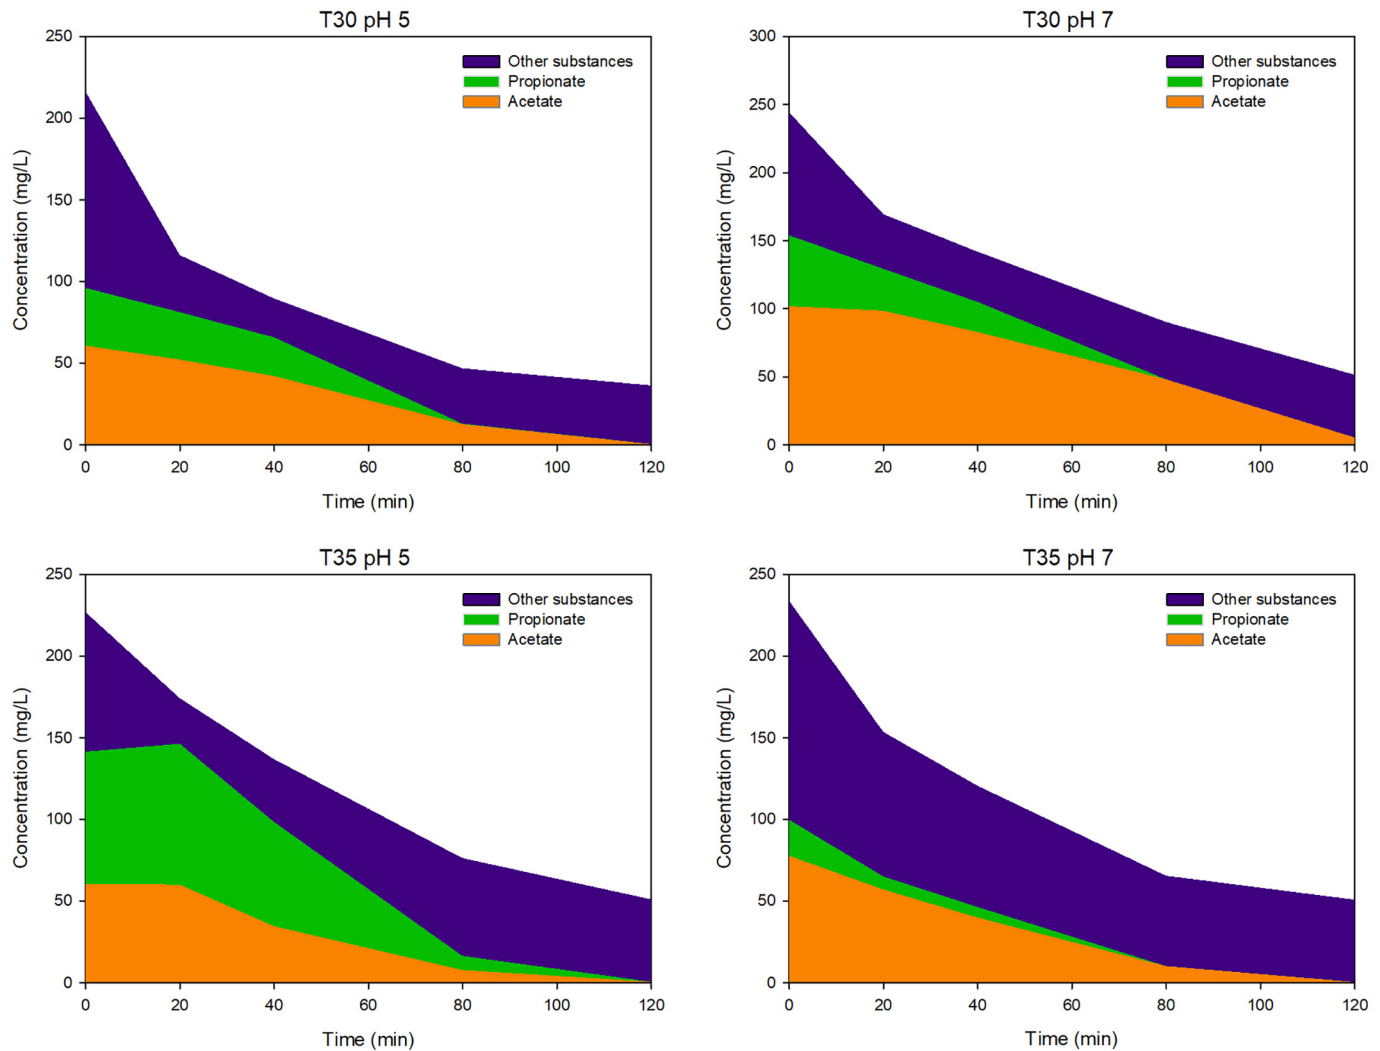 T30 pH 5
250
200
150
100
50
0
Concentration (mg/L)
Other substances
Propionate
Acetate
0 20 40 60 80 100 120
Time (min)
T30 pH 7
300
250
200
150
100
50
0
Concentration (mg/L)
Other substances
Propionate
Acetate
0 20 40 60 80 100 120
Time (min)
T35 pH 5
250
200
150
100
50
0
Concentration (mg/L)
Other substances
Propionate
Acetate
0 20 40 60 80 100 120
Time (min)
T35 pH 7
250
200
150
100
50
0
Concentration (mg/L)
Other substances
Propionate
Acetate
0 20 40 60 80 100 120
Time (min)